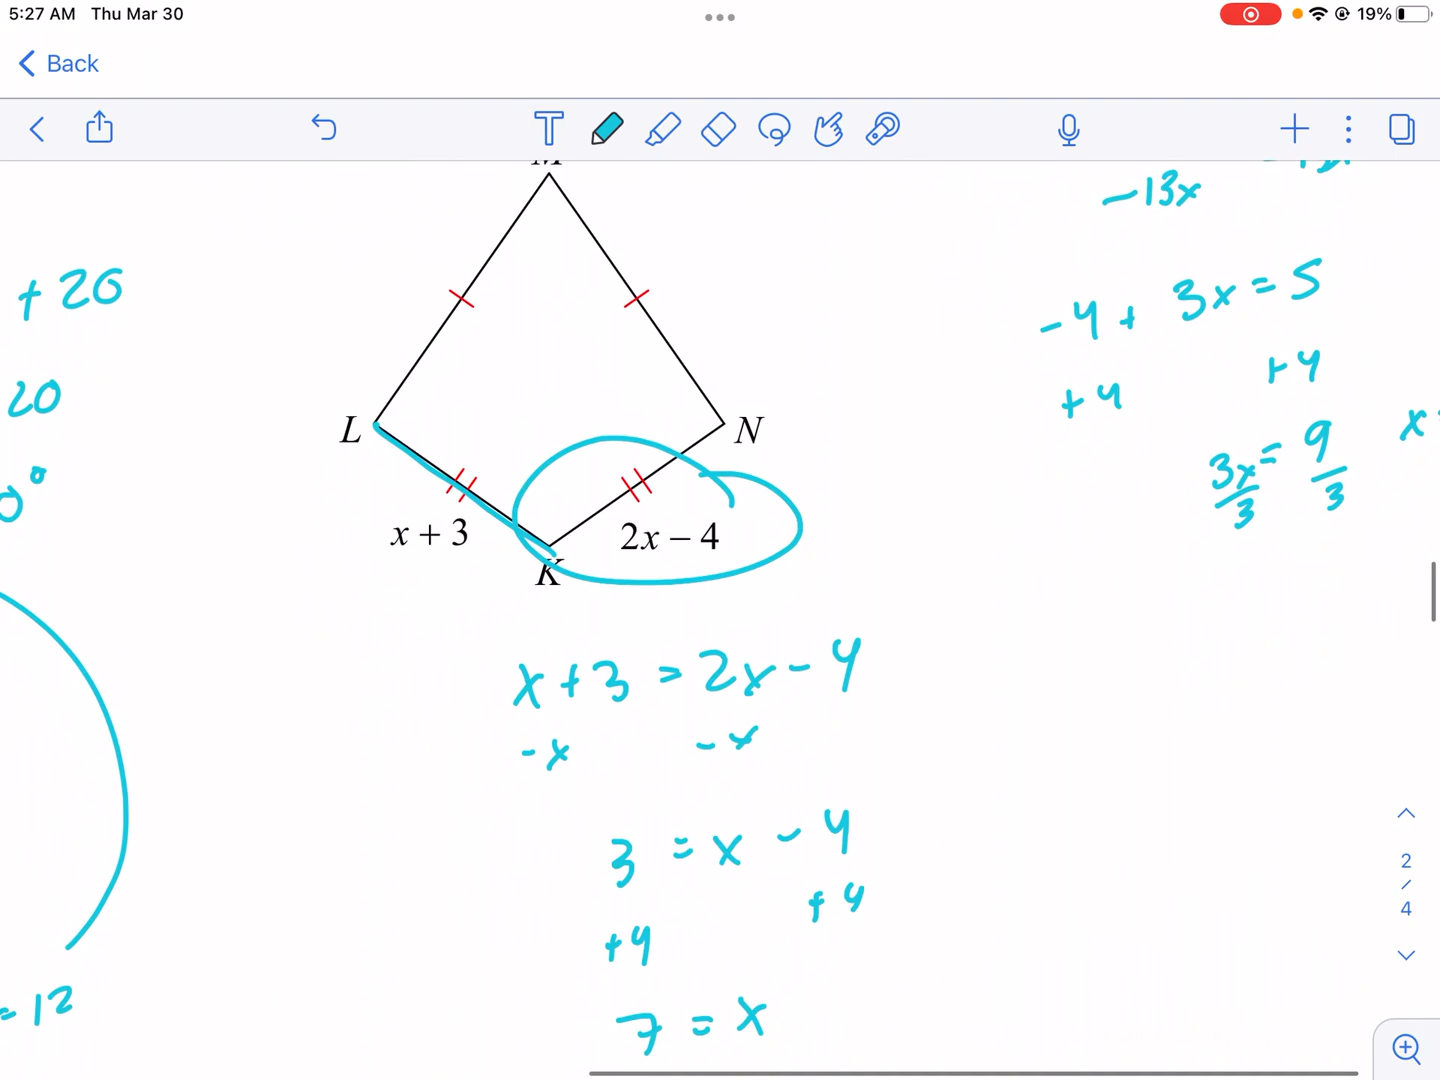 5:27 AM Thu Mar 30
19%
Back
M
-13x
+ 26
-4 + 3x = 5
+4 +4
20
L
N
x
3x = 9
3 3
x + 3
2x − 4
K
x + 3 = 2x - 4
-x -x
3 = x - 4
+4 +4
= 12
7 = x
2
/
4